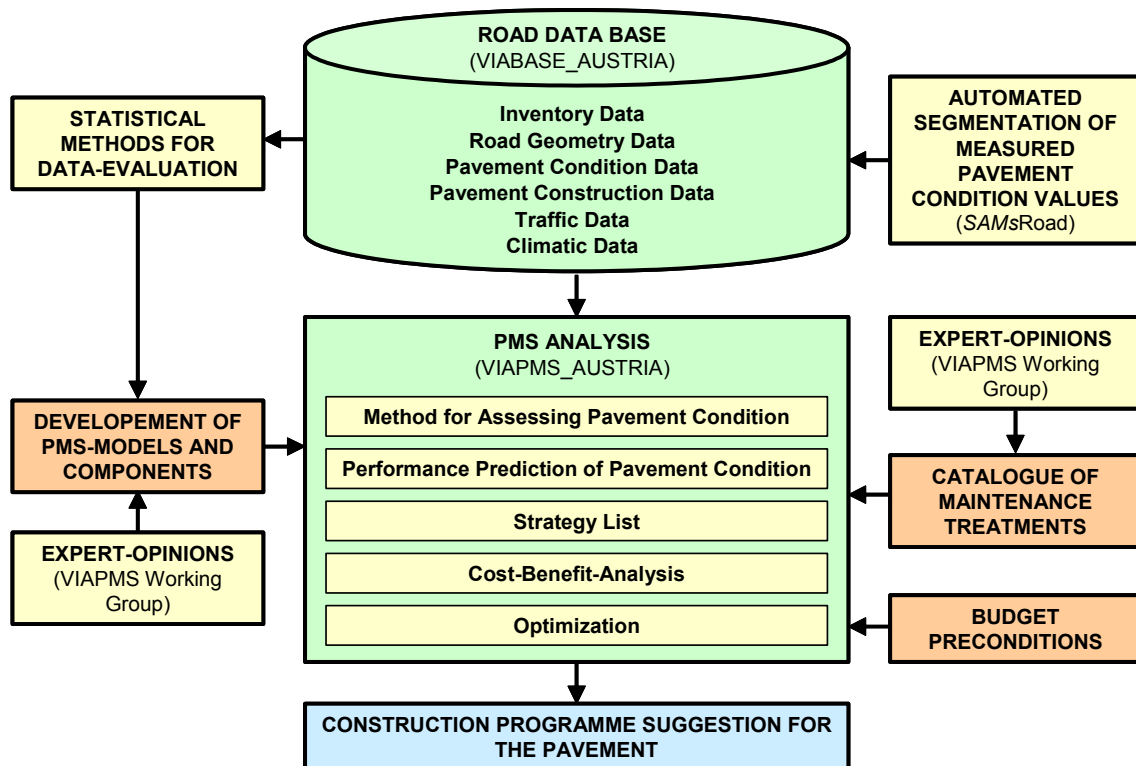 ROAD DATA BASE
(VIABASE_AUSTRIA)
Inventory Data
Road Geometry Data
Pavement Condition Data
Pavement Construction Data
Traffic Data
Climatic Data
STATISTICAL
METHODS FOR
DATA-EVALUATION
AUTOMATED
SEGMENTATION OF
MEASURED
PAVEMENT
CONDITION VALUES
(SAMsRoad)
PMS ANALYSIS
(VIAPMS_AUSTRIA)
Method for Assessing Pavement Condition
Performance Prediction of Pavement Condition
Strategy List
Cost-Benefit-Analysis
Optimization
DEVELOPEMENT OF
PMS-MODELS AND
COMPONENTS
EXPERT-OPINIONS
(VIAPMS Working
Group)
EXPERT-OPINIONS
(VIAPMS Working
Group)
CATALOGUE OF
MAINTENANCE
TREATMENTS
BUDGET
PRECONDITIONS
CONSTRUCTION PROGRAMME SUGGESTION FOR
THE PAVEMENT